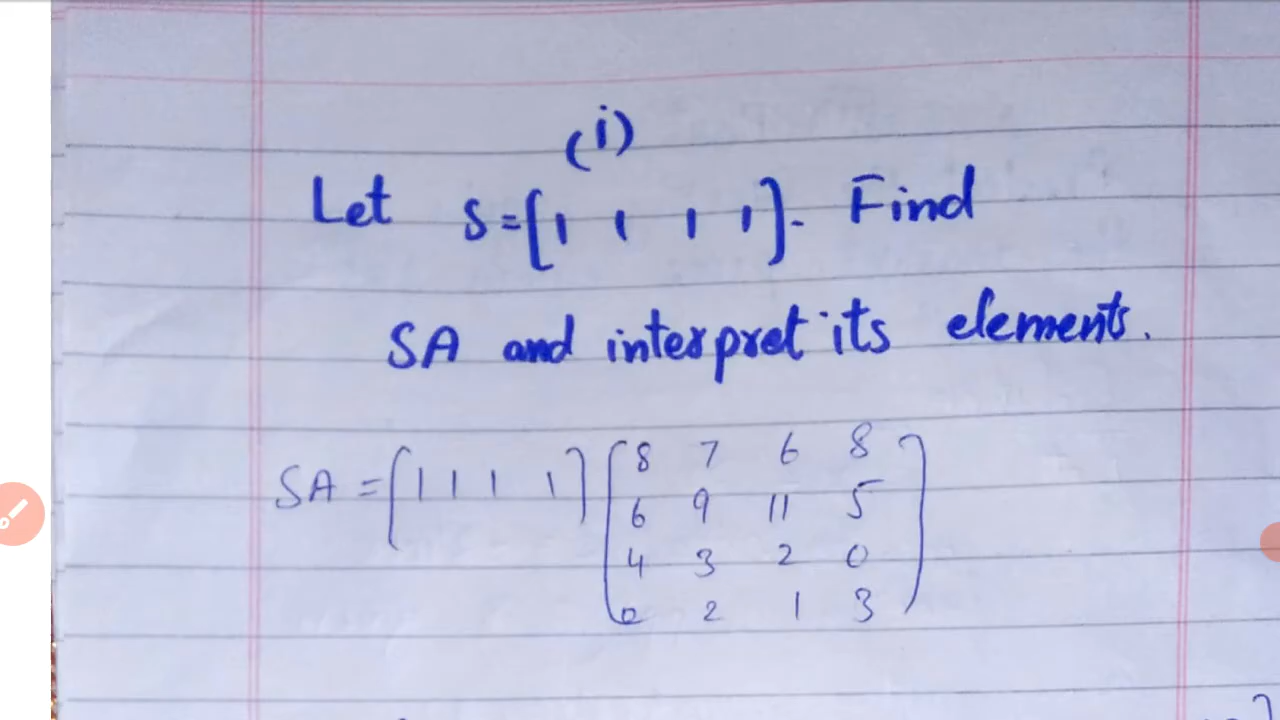 (i)
Let S=[1 1 1 1]. Find
SA and interpret its elements.
SA = [1 1 1 1] [8 7 6 8
6 9 11 5
4 3 2 0
0 2 1 3]